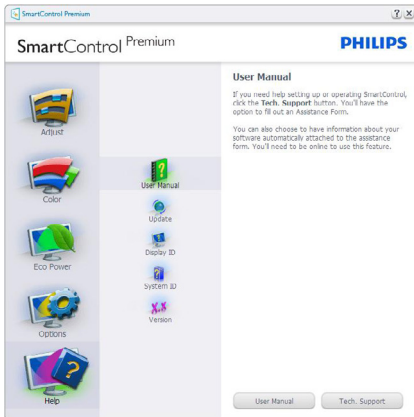 SmartControl Premium
SmartControl Premium
PHILIPS
Adjust
Color
Eco Power
Options
Help
User Manual
Update
Display ID
System ID
Version
User Manual
If you need help setting up or operating SmartControl,
click the Tech. Support button. You'll have the
option to fill out an Assistance Form.
You can also choose to have information about your
software automatically attached to the assistance
form. You'll need to be online to use this feature.
User Manual
Tech. Support